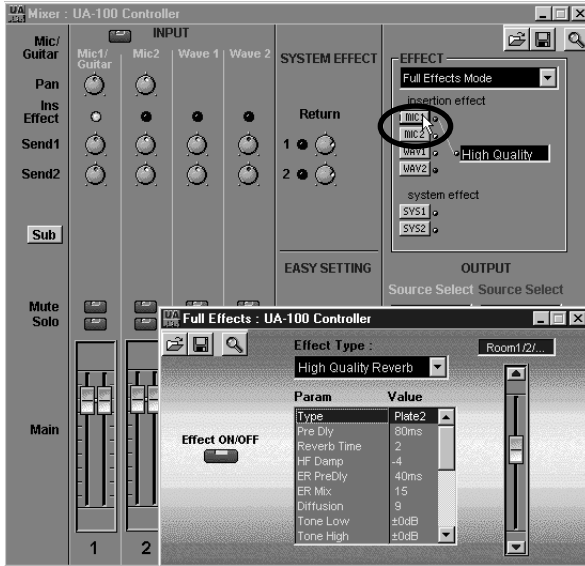 Mixer : UA-100 Controller
Mic/
Guitar
INPUT
Mic1/
Guitar
Mic2
Wave 1
Wave 2
Pan
Ins
Effect
Send1
Send2
Sub
Mute
Solo
Main
1
2
SYSTEM EFFECT
Return
1
2
EASY SETTING
EFFECT
Full Effects Mode
insertion effect
MIC2
WAV1
WAV2
High Quality
system effect
SYS1
SYS2
OUTPUT
Source Select
Source Select
Full Effects : UA-100 Controller
Effect Type :
High Quality Reverb
Room1/2/...
Effect ON/OFF
Param Value
Type Plate2
Pre Dly 80ms
Reverb Time 2
HF Damp -4
ER PreDly 40ms
ER Mix 15
Diffusion 9
Tone Low ±0dB
Tone High ±0dB